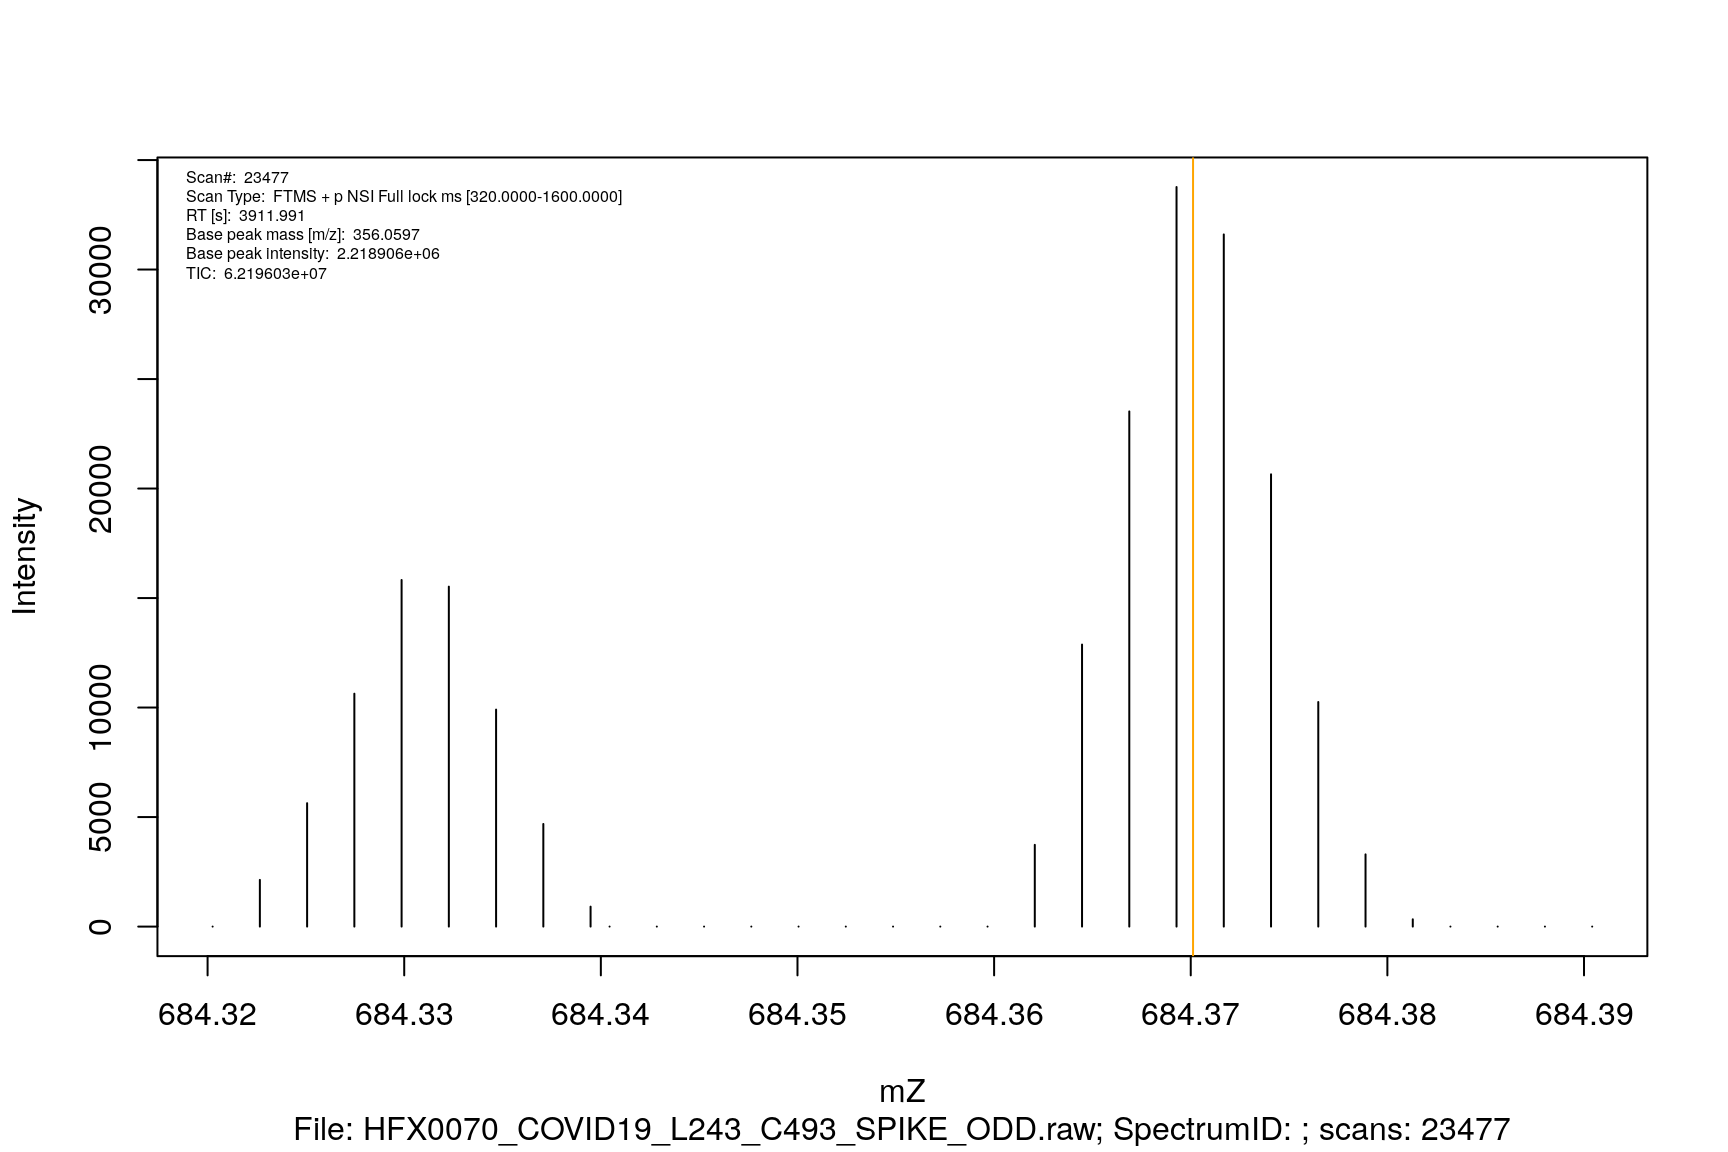 Scan#: 23477
Scan Type: FTMS + p NSI Full lock ms [320.0000-1600.0000]
RT [s]: 3911.991
Base peak mass [m/z]: 356.0597
Base peak intensity: 2.218906e+06
TIC: 6.219603e+07
30000
20000
10000
5000
0
Intensity
684.32 684.33 684.34 684.35 684.36 684.37 684.38 684.39
mZ
File: HFX0070_COVID19_L243_C493_SPIKE_ODD.raw; SpectrumID: ; scans: 23477